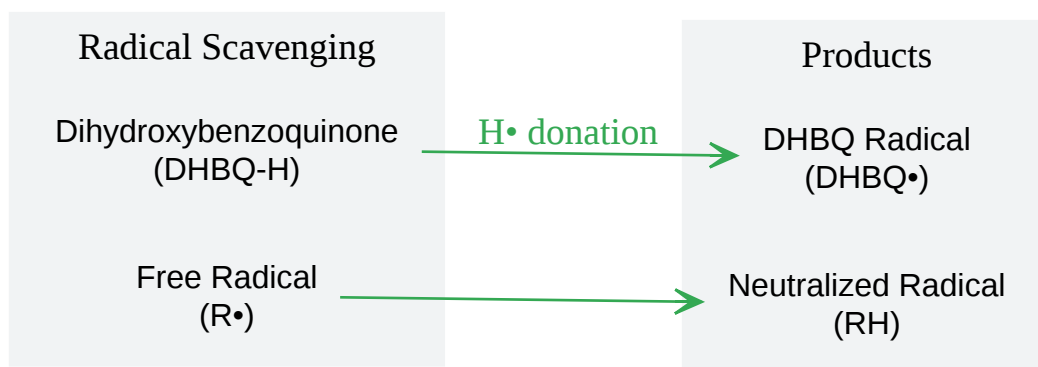 Radical Scavenging
Products
Dihydroxybenzoquinone
(DHBQ-H)
H• donation
DHBQ Radical
(DHBQ•)
Free Radical
(R•)
Neutralized Radical
(RH)